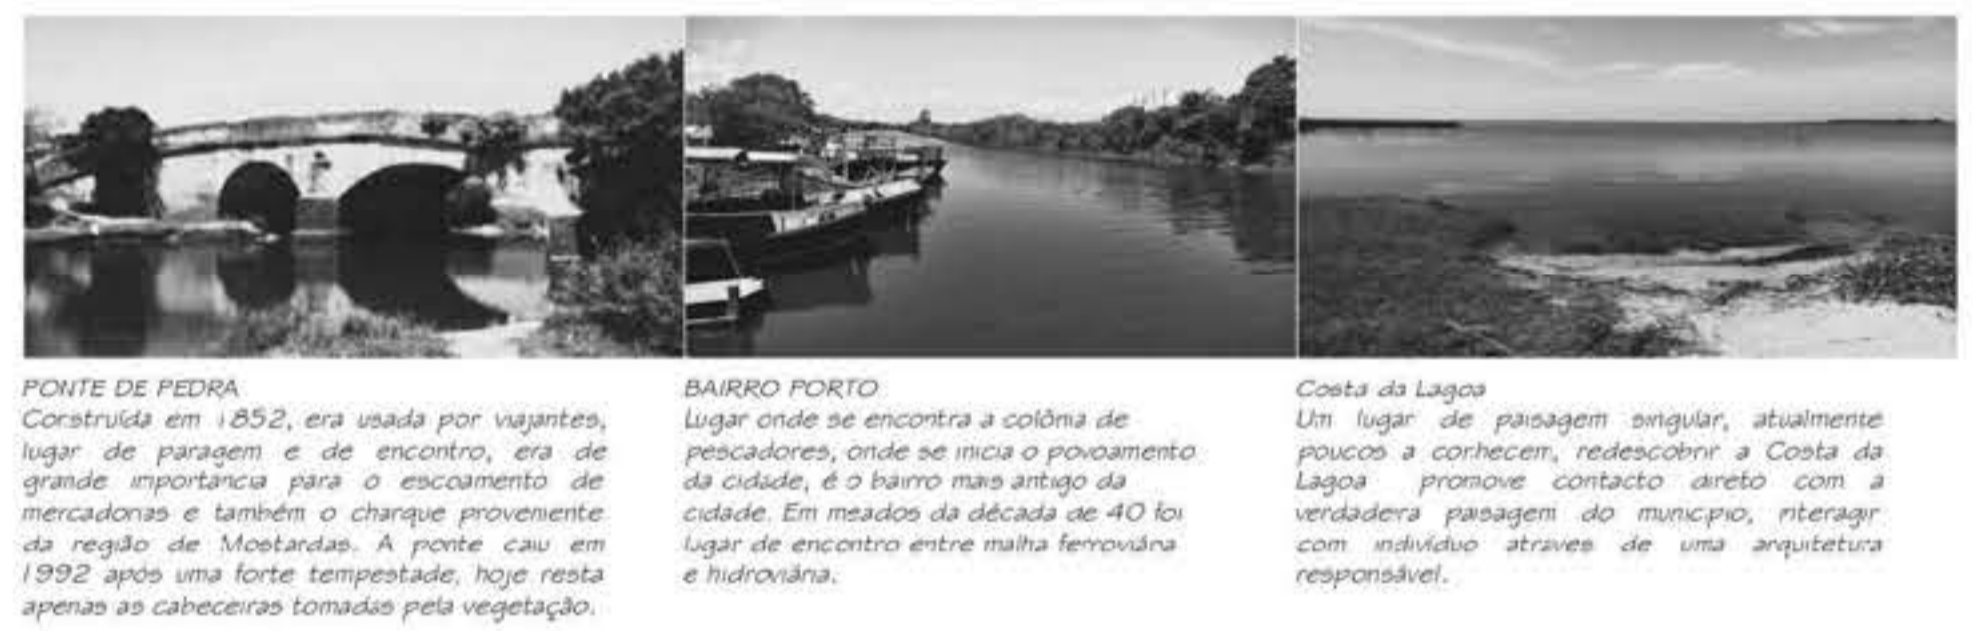 PONTE DE PEDRA
Construída em 1852, era usada por viajantes,
lugar de paragem e de encontro, era de
grande importância para o escoamento de
mercadorias e também o charque proveniente
da região de Mostardas. A ponte caiu em
1992 após uma forte tempestade, hoje resta
apenas as cabeceiras tomadas pela vegetação.
BAIRRO PORTO
Lugar onde se encontra a colônia de
pescadores, onde se inicia o povoamento
da cidade, é o bairro mais antigo da
cidade. Em meados da década de 40 foi
lugar de encontro entre malha ferroviária
e hidroviária.
Costa da Lagoa
Um lugar de paisagem singular, atualmente
poucos a conhecem, redescobrir a Costa da
Lagoa promove contacto direto com a
verdadeira paisagem do município, interagir
com indivíduo atraves de uma arquitetura
responsável.